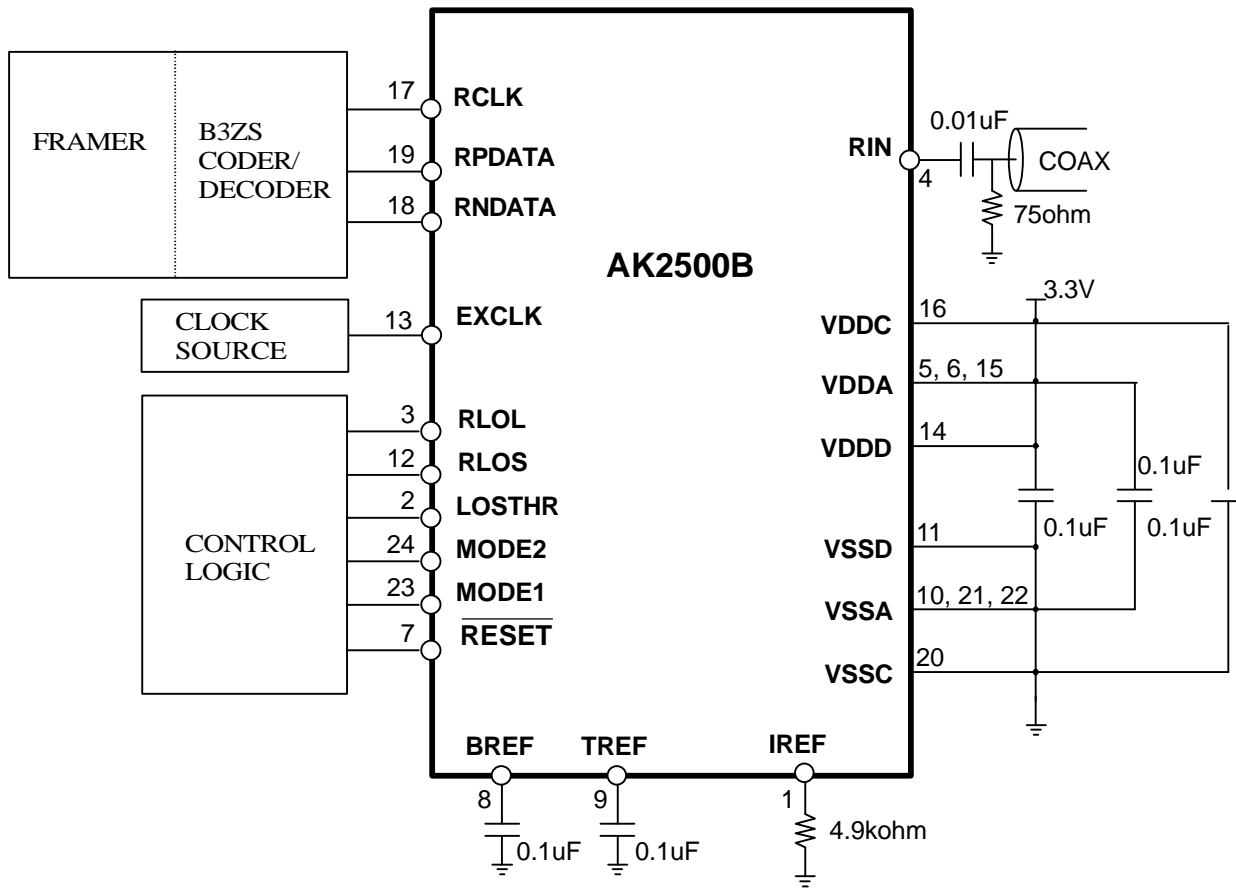 FRAMER
B3ZS
CODER/
DECODER
17
RCLK
19
RPDATA
18
RNDATA
CLOCK
SOURCE
13
EXCLK
CONTROL
LOGIC
3
RLOL
12
RLOS
2
LOSTHR
24
MODE2
23
MODE1
7
RESET
AK2500B
RIN
4
0.01uF
COAX
75ohm
3.3V
VDDC
16
VDDA
5, 6, 15
VDDD
14
0.1uF
0.1uF
0.1uF
VSSD
11
VSSA
10, 21, 22
VSSC
20
BREF
8
0.1uF
TREF
9
0.1uF
IREF
1
4.9kohm